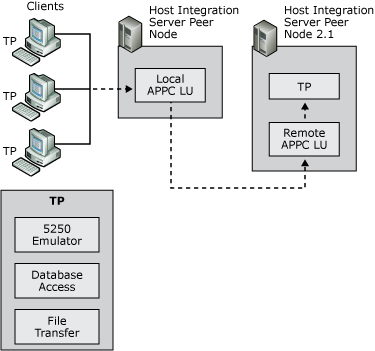 Clients
TP
TP
TP
Host Integration
Server Peer
Node
Local
APPC LU
Host Integration
Server Peer
Node 2.1
TP
Remote
APPC LU
TP
5250
Emulator
Database
Access
File
Transfer